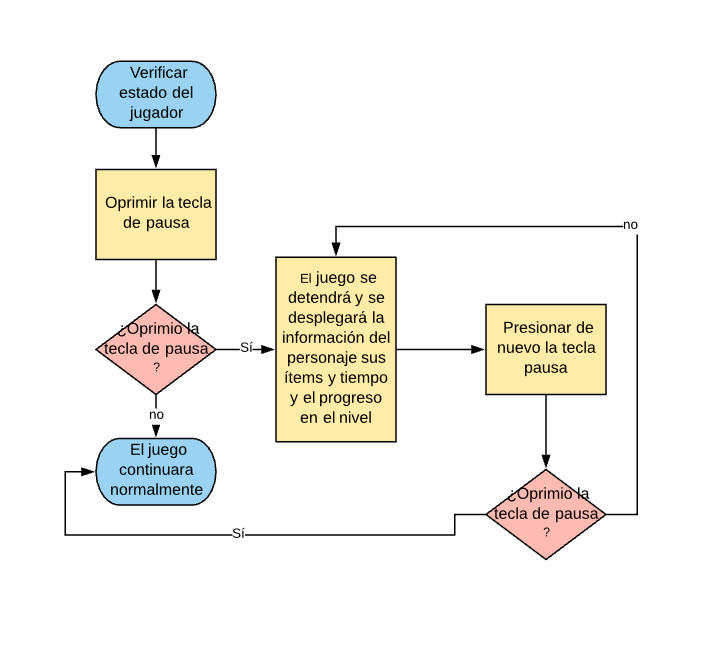 Verificar
estado del
jugador
Oprimir la tecla
de pausa
¿Oprimio la
tecla de pausa
?
Sí
no
El juego
continuara
normalmente
El juego se
detendrá y se
desplegará la
información del
personaje sus
ítems y tiempo
y el progreso
en el nivel
Presionar de
nuevo la tecla
pausa
¿Oprimio la
tecla de pausa
?
no
Sí